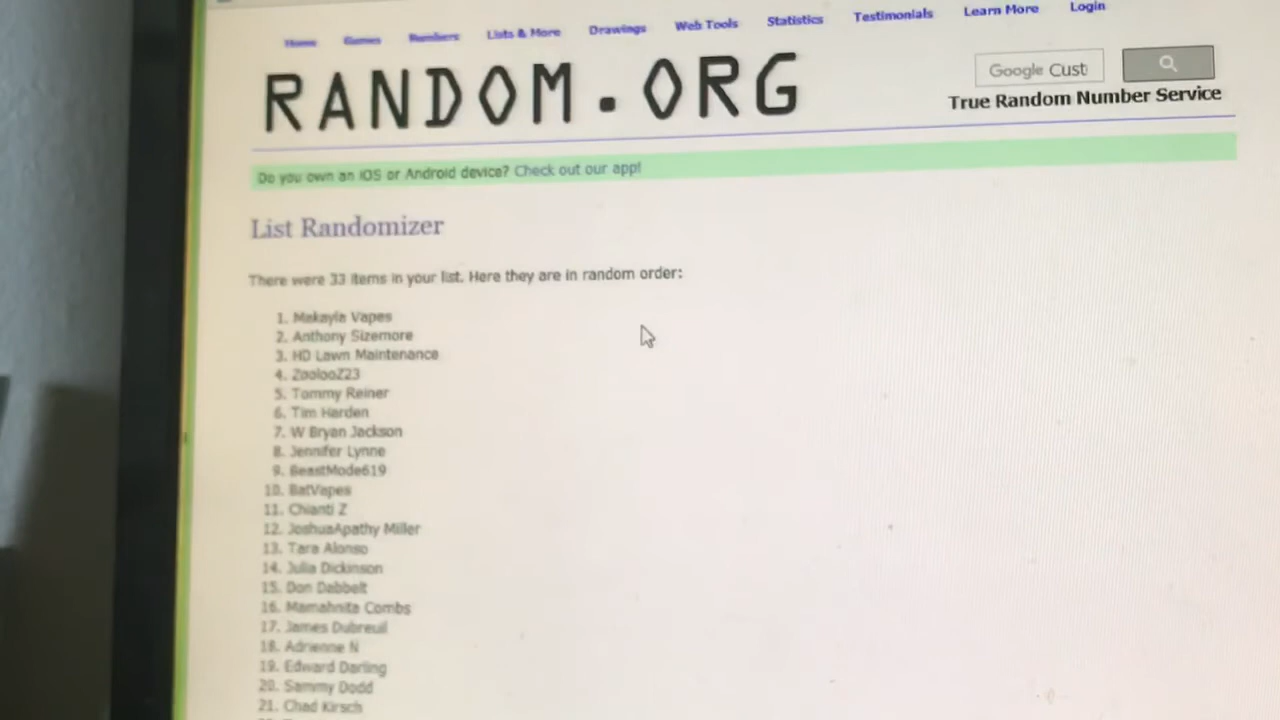 Home Games Numbers Lists & More Drawings Web Tools Statistics Testimonials Learn More Login
RANDOM.ORG
Google Cust
True Random Number Service
Do you own an iOS or Android device? Check out our app!
List Randomizer
There were 33 items in your list. Here they are in random order:
1. Makayla Vapes
2. Anthony Sizemore
3. HD Lawn Maintenance
4. ZoolooZ23
5. Tommy Reiner
6. Tim Harden
7. W Bryan Jackson
8. Jennifer Lynne
9. BeastMode619
10. BatVapes
11. Chianti Z
12. JoshuaApathy Miller
13. Tara Alonso
14. Julia Dickinson
15. Don Dabbelt
16. Mamahnita Combs
17. James Dubreuil
18. Adrienne N
19. Edward Darling
20. Sammy Dodd
21. Chad Kirsch